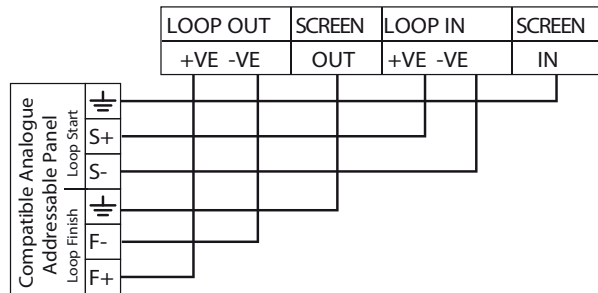 LOOP OUT SCREEN LOOP IN SCREEN
+VE -VE OUT +VE -VE IN
Compatible Analogue
Addressable Panel
Loop Start
S+
S-
Loop Finish
F-
F+